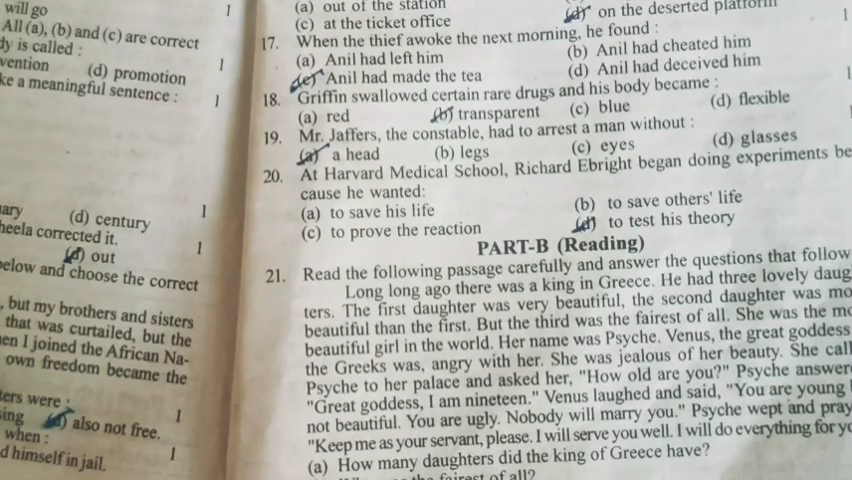 will go
All (a), (b) and (c) are correct
dy is called :
vention (d) promotion
ke a meaningful sentence :
1
1
1
ary (d) century
1
heela corrected it.
(d) out
1
elow and choose the correct
, but my brothers and sisters
that was curtailed, but the
en I joined the African Na-
own freedom became the
ters were :
1
ing (d) also not free.
when :
1
d himself in jail.
(a) out of the station
(c) at the ticket office (d) on the deserted platform
17. When the thief awoke the next morning, he found :
1
(a) Anil had left him (b) Anil had cheated him
(c) Anil had made the tea (d) Anil had deceived him
18. Griffin swallowed certain rare drugs and his body became :
1
(a) red (b) transparent (c) blue (d) flexible
19. Mr. Jaffers, the constable, had to arrest a man without :
(a) a head (b) legs (c) eyes (d) glasses
20. At Harvard Medical School, Richard Ebright began doing experiments be
cause he wanted:
(a) to save his life (b) to save others' life
(c) to prove the reaction (d) to test his theory
PART-B (Reading)
21. Read the following passage carefully and answer the questions that follow
Long long ago there was a king in Greece. He had three lovely daug
ters. The first daughter was very beautiful, the second daughter was mo
beautiful than the first. But the third was the fairest of all. She was the mo
beautiful girl in the world. Her name was Psyche. Venus, the great goddess
the Greeks was, angry with her. She was jealous of her beauty. She call
Psyche to her palace and asked her, "How old are you?" Psyche answer
"Great goddess, I am nineteen." Venus laughed and said, "You are young
not beautiful. You are ugly. Nobody will marry you." Psyche wept and pray
"Keep me as your servant, please. I will serve you well. I will do everything for yo
(a) How many daughters did the king of Greece have?
the fairest of all?